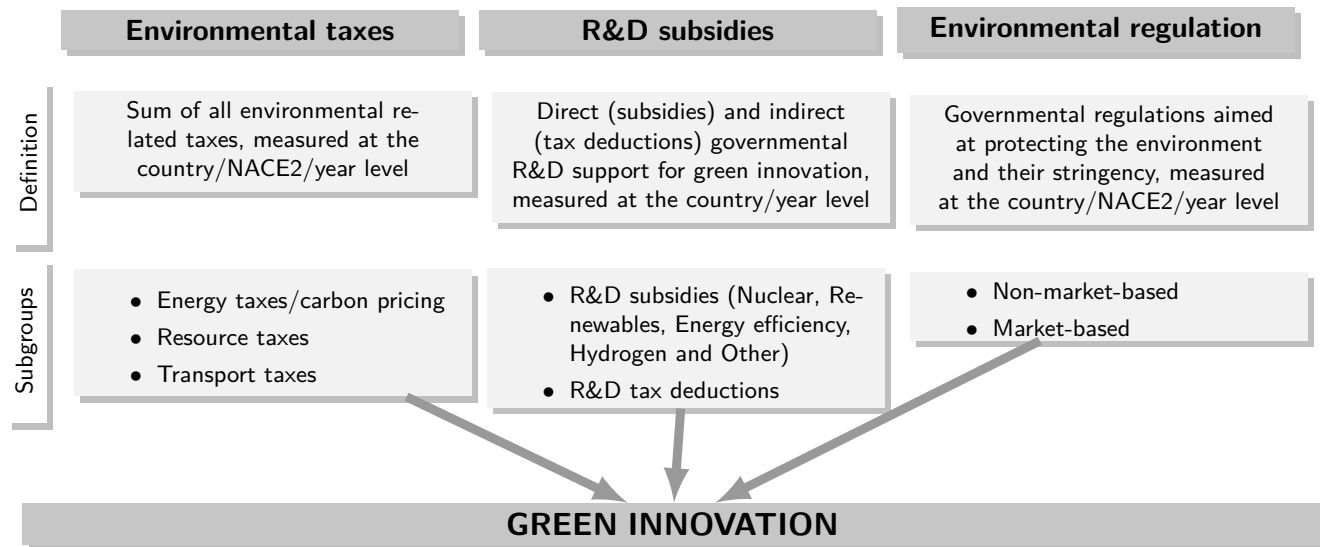 Environmental taxes
R&D subsidies
Environmental regulation
Definition
Sum of all environmental re-
lated taxes, measured at the
country/NACE2/year level
Direct (subsidies) and indirect
(tax deductions) governmental
R&D support for green innovation,
measured at the country/year level
Governmental regulations aimed
at protecting the environment
and their stringency, measured
at the country/NACE2/year level
Subgroups
• Energy taxes/carbon pricing
• Resource taxes
• Transport taxes
• R&D subsidies (Nuclear, Re-
newables, Energy efficiency,
Hydrogen and Other)
• R&D tax deductions
• Non-market-based
• Market-based
GREEN INNOVATION